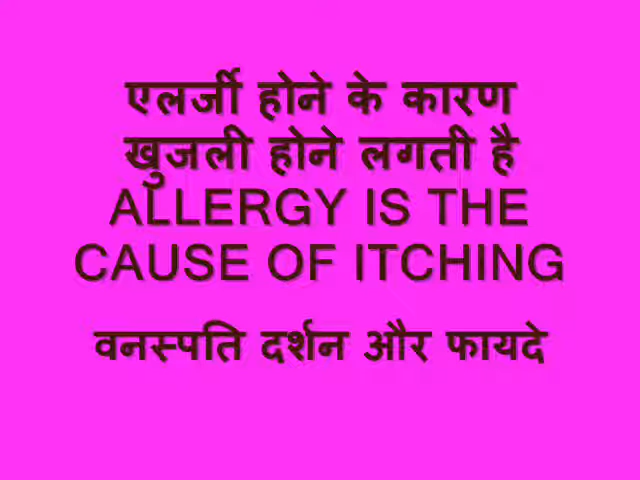 एलर्जी होने के कारण
खुजली होने लगती है
ALLERGY IS THE
CAUSE OF ITCHING
वनस्पति दर्शन और फायदे